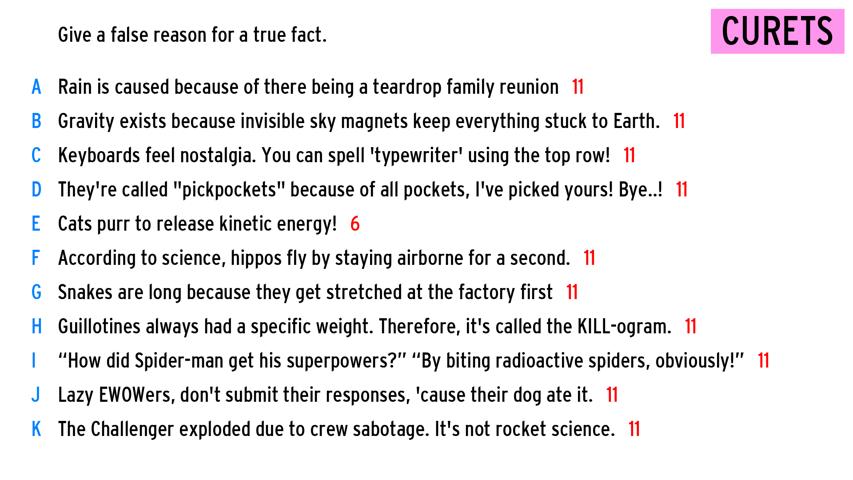 Give a false reason for a true fact.
CURETS
A Rain is caused because of there being a teardrop family reunion 11
B Gravity exists because invisible sky magnets keep everything stuck to Earth. 11
C Keyboards feel nostalgia. You can spell 'typewriter' using the top row! 11
D They're called "pickpockets" because of all pockets, I've picked yours! Bye..! 11
E Cats purr to release kinetic energy! 6
F According to science, hippos fly by staying airborne for a second. 11
G Snakes are long because they get stretched at the factory first 11
H Guillotines always had a specific weight. Therefore, it's called the KILL-ogram. 11
I “How did Spider-man get his superpowers?” “By biting radioactive spiders, obviously!” 11
J Lazy EWOWers, don't submit their responses, 'cause their dog ate it. 11
K The Challenger exploded due to crew sabotage. It's not rocket science. 11